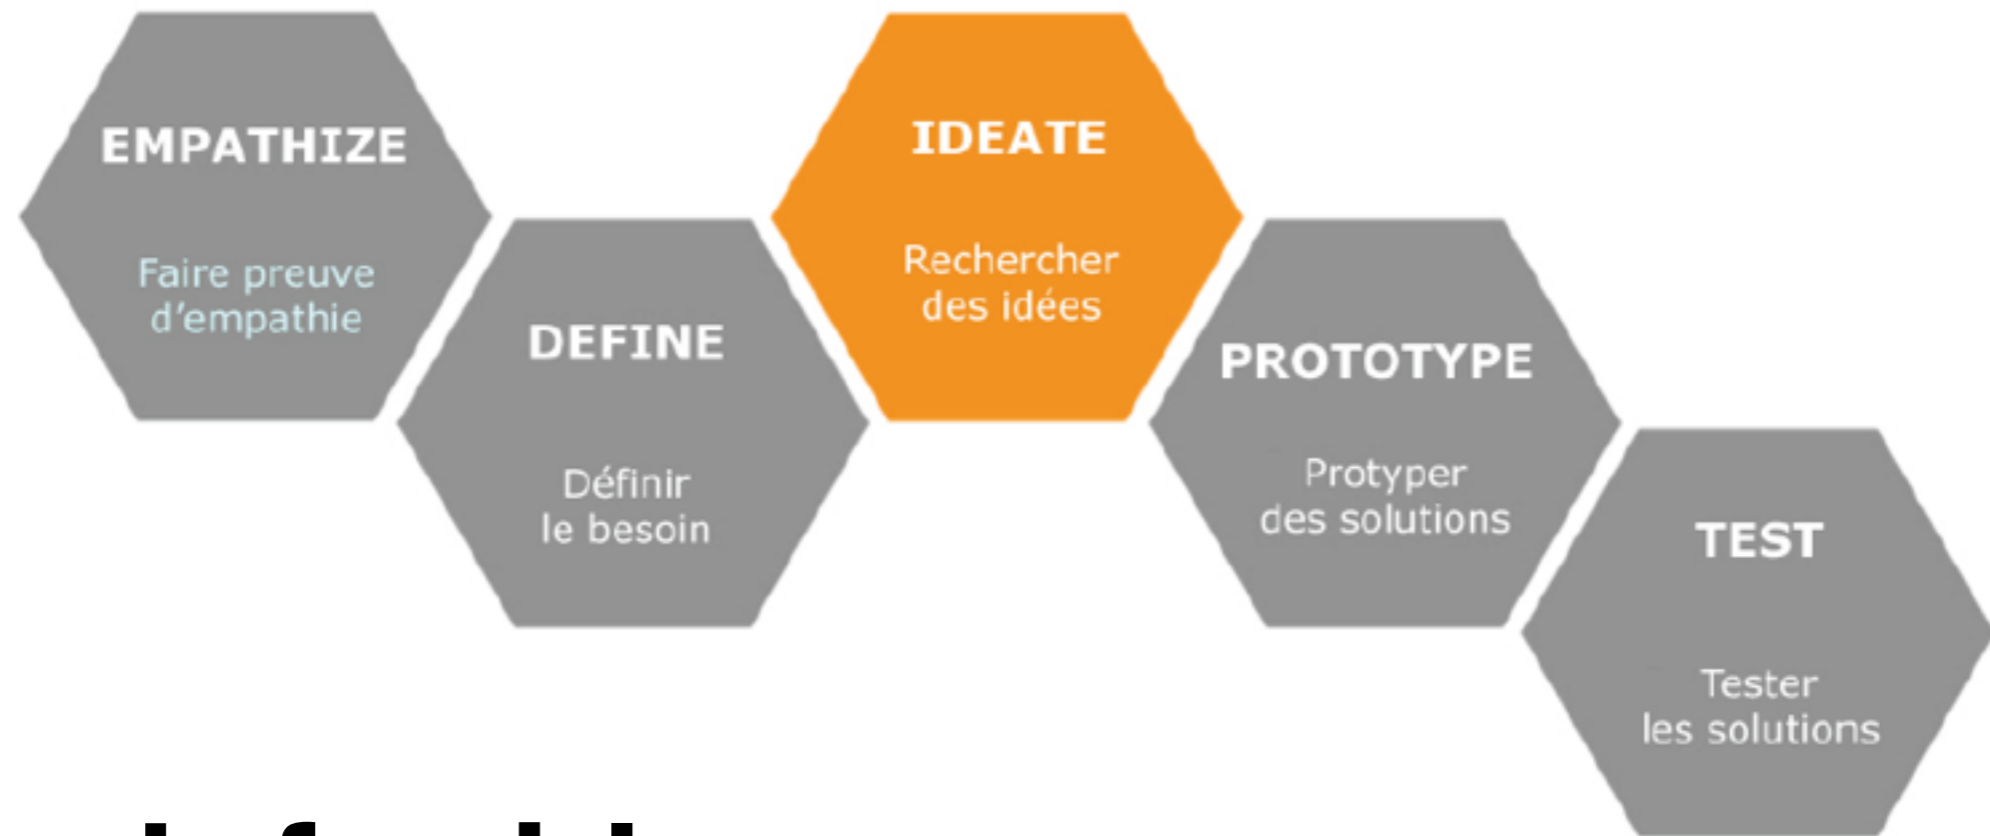 EMPATHIZE
Faire preuve
d’empathie
DEFINE
Définir
le besoin
IDEATE
Rechercher
des idées
PROTOTYPE
Protyper
des solutions
TEST
Tester
les solutions